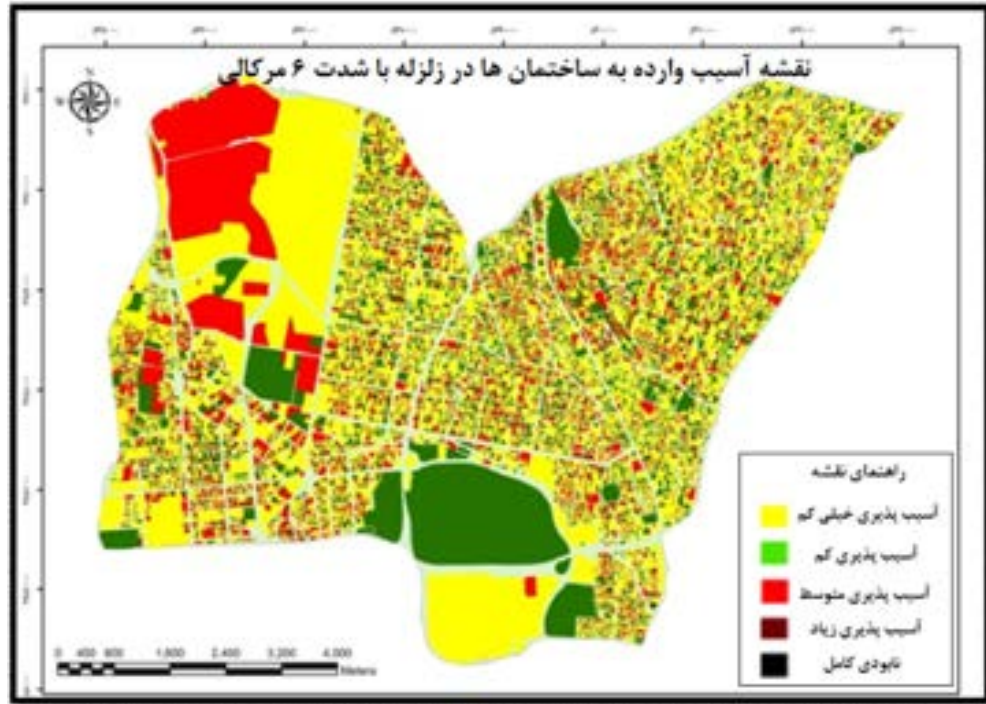 نقشه آسیب وارده به ساختمان ها در زلزله با شدت ۶ مرکالی
N
W E
S
راهنمای نقشه
آسیب پذیری خیلی کم
آسیب پذیری کم
آسیب پذیری متوسط
آسیب پذیری زیاد
نابودی کامل
0 400 800 1,600 2,400 3,200 4,000
Meters